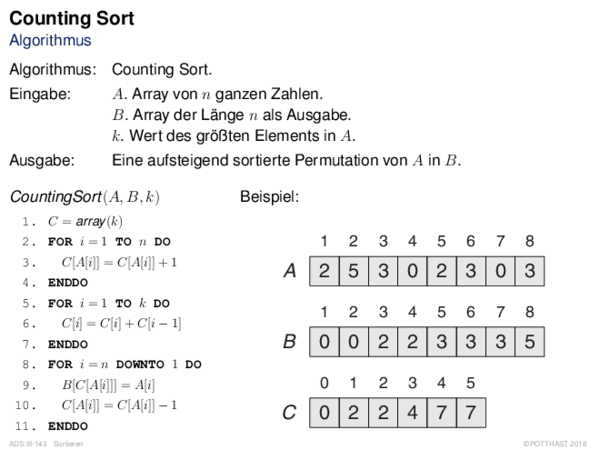 Counting Sort
Algorithmus
Algorithmus: Counting Sort.
Eingabe: A. Array von n ganzen Zahlen.
B. Array der Länge n als Ausgabe.
k. Wert des größten Elements in A.
Ausgabe: Eine aufsteigend sortierte Permutation von A in B.
CountingSort(A, B, k)
1. C = array(k)
2. FOR i = 1 TO n DO
3. C[A[i]] = C[A[i]] + 1
4. ENDDO
5. FOR i = 1 TO k DO
6. C[i] = C[i] + C[i − 1]
7. ENDDO
8. FOR i = n DOWNTO 1 DO
9. B[C[A[i]]] = A[i]
10. C[A[i]] = C[A[i]] − 1
11. ENDDO
Beispiel:
1 2 3 4 5 6 7 8
A 2 5 3 0 2 3 0 3
1 2 3 4 5 6 7 8
B 0 0 2 2 3 3 3 5
0 1 2 3 4 5
C 0 2 2 4 7 7
ADS:III-143 Sortieren
©POTTHAST 2018